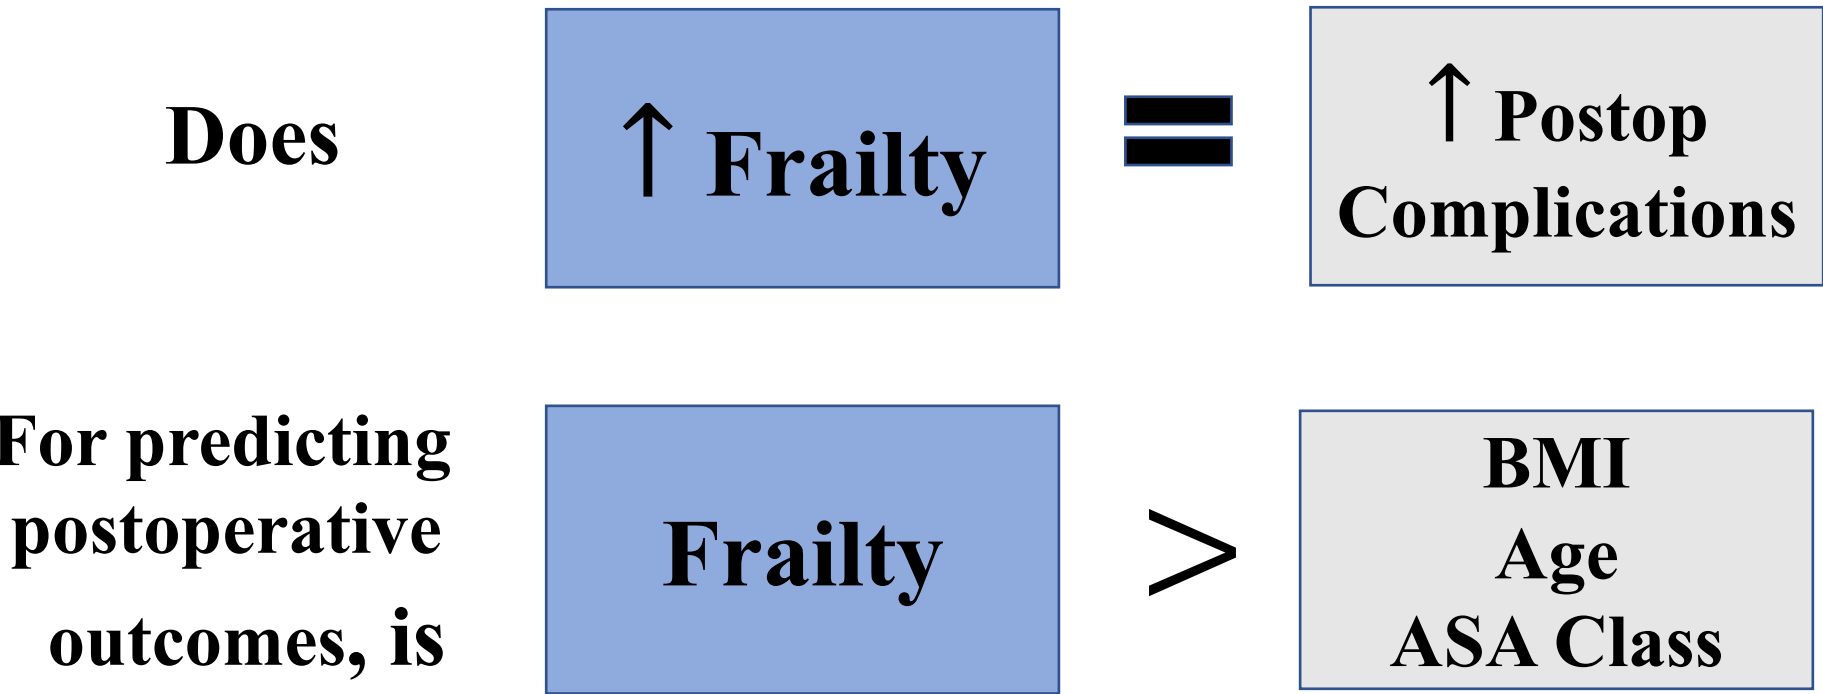 Does
↑ Frailty
=
↑ Postop
Complications
For predicting
postoperative
outcomes, is
Frailty
>
BMI
Age
ASA Class